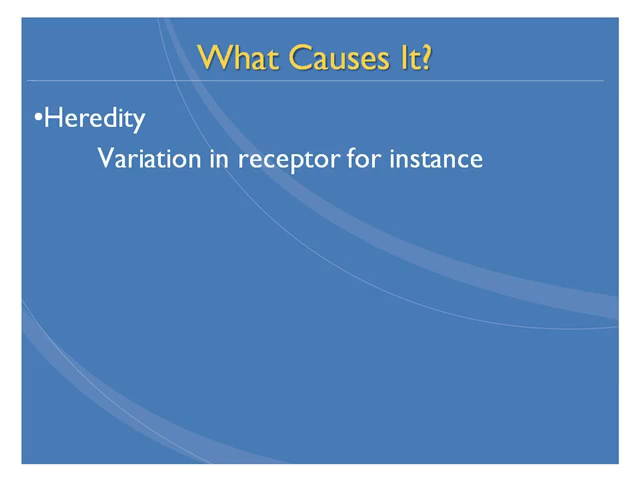 What Causes It?
•Heredity
Variation in receptor for instance